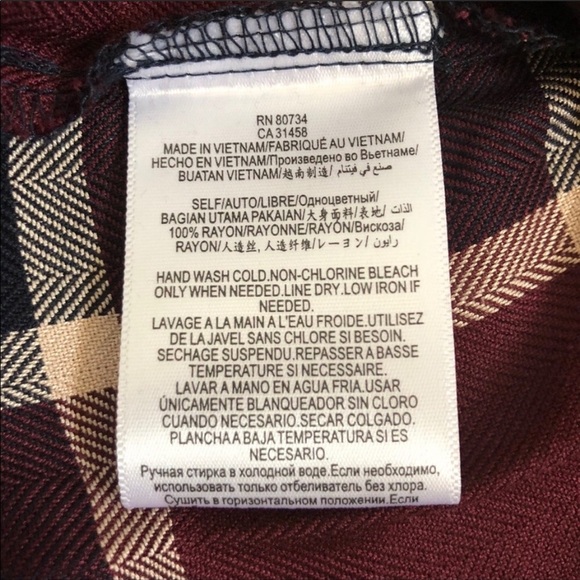 RN 80734
CA 31458
MADE IN VIETNAM/FABRIQUÉ AU VIETNAM/
HECHO EN VIETNAM/Произведено во Вьетнаме/
BUATAN VIETNAM/越南制造/ صنع في فيتنام
SELF/AUTO/LIBRE/Одноцветный/
BAGIAN UTAMA PAKAIAN/大身面料/表地/ الذات
100% RAYON/RAYONNE/RAYÓN/Вискоза/
RAYON/人造丝, 人造纤维/レーヨン/ رايون
HAND WASH COLD.NON-CHLORINE BLEACH
ONLY WHEN NEEDED.LINE DRY.LOW IRON IF
NEEDED.
LAVAGE A LA MAIN A L'EAU FROIDE.UTILISEZ
DE LA JAVEL SANS CHLORE SI BESOIN.
SECHAGE SUSPENDU.REPASSER A BASSE
TEMPERATURE SI NECESSAIRE.
LAVAR A MANO EN AGUA FRIA.USAR
ÚNICAMENTE BLANQUEADOR SIN CLORO
CUANDO NECESARIO.SECAR COLGADO.
PLANCHA A BAJA TEMPERATURA SI ES
NECESARIO.
Ручная стирка в холодной воде.Если необходимо,
использовать только отбеливатель без хлора.
Сушить в горизонтальном положении.Если